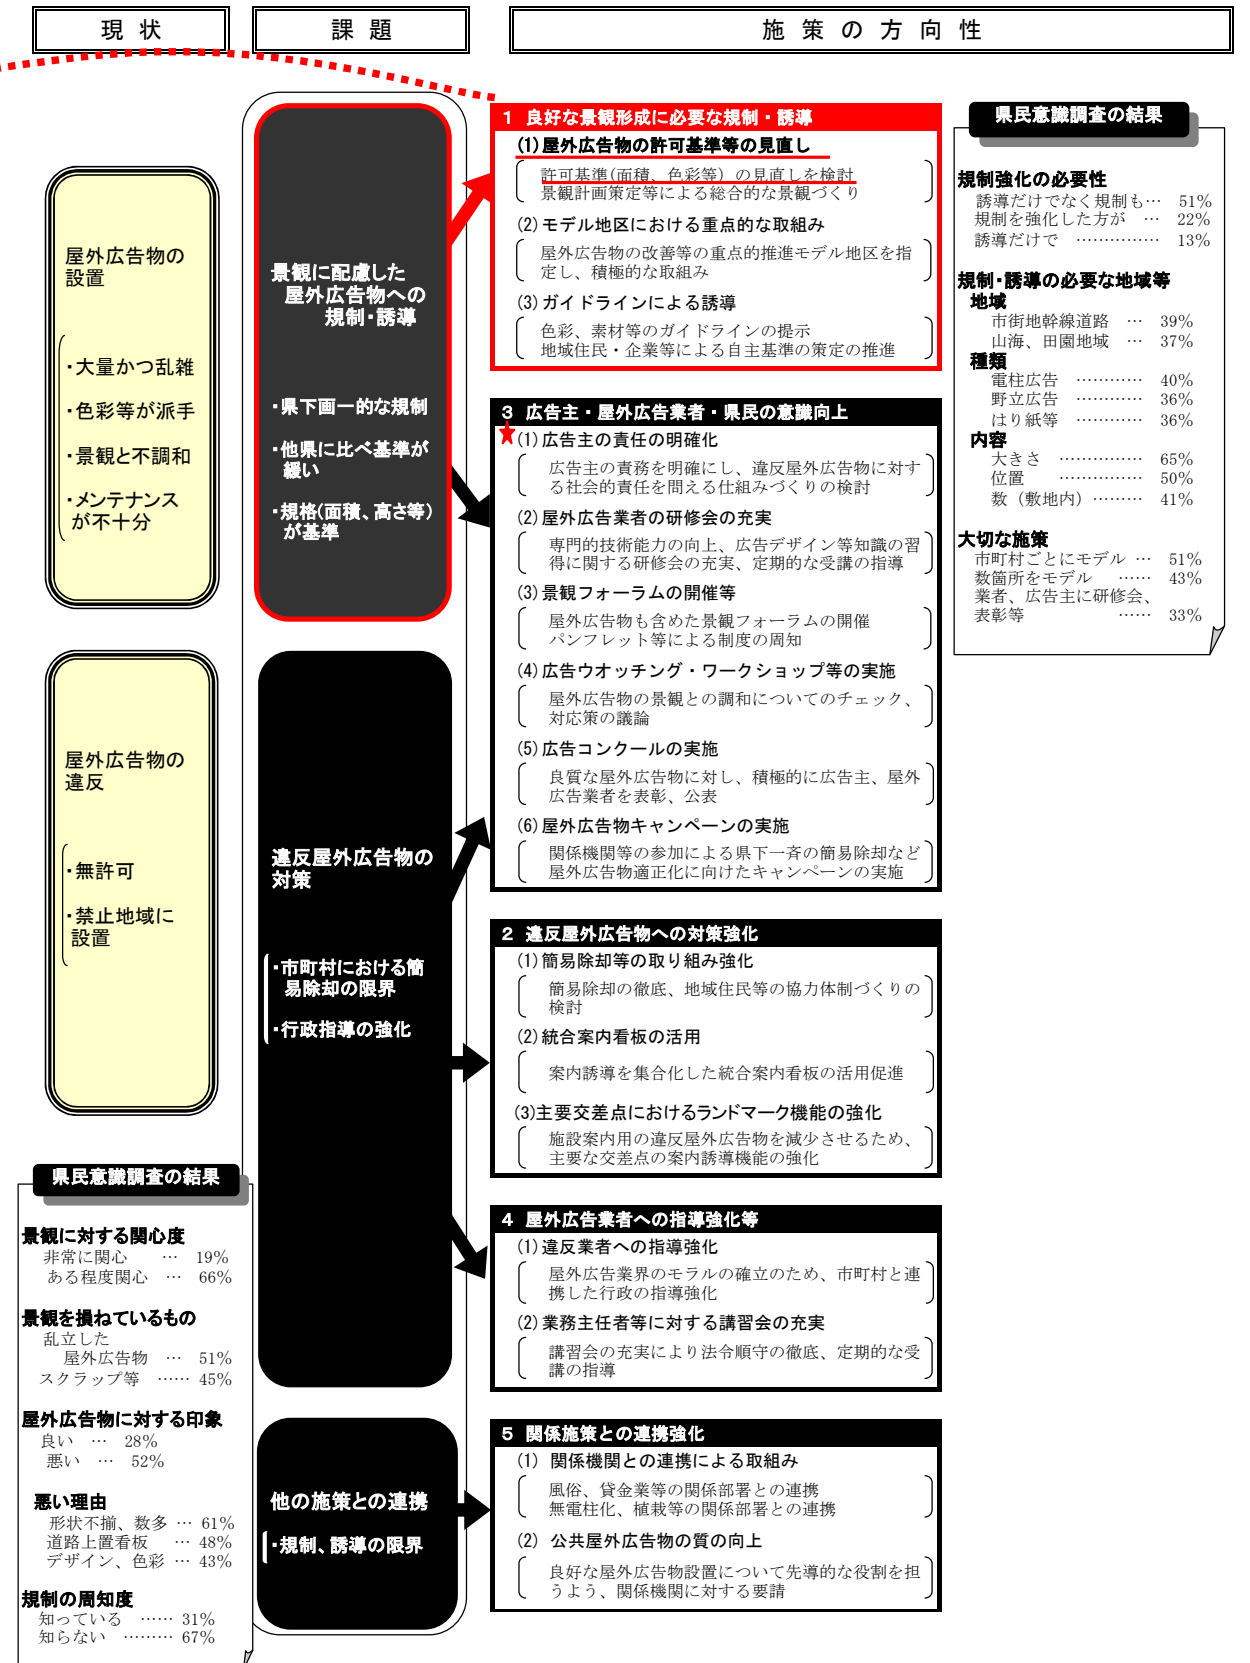 現状
課題
施策の方向性
屋外広告物の
設置
・大量かつ乱雑
・色彩等が派手
・景観と不調和
・メンテナンス
が不十分
屋外広告物の
違反
・無許可
・禁止地域に
設置
県民意識調査の結果
景観に対する関心度
非常に関心 … 19%
ある程度関心 … 66%
景観を損ねているもの
乱立した
屋外広告物 … 51%
スクラップ等 …… 45%
屋外広告物に対する印象
良い … 28%
悪い … 52%
悪い理由
形状不揃、数多 … 61%
道路上置看板 … 48%
デザイン、色彩 … 43%
規制の周知度
知っている …… 31%
知らない ……… 67%
景観に配慮した
屋外広告物への
規制・誘導
・県下画一的な規制
・他県に比べ基準が
緩い
・規格(面積、高さ等)
が基準
違反屋外広告物の
対策
・市町村における簡
易除却の限界
・行政指導の強化
他の施策との連携
・規制、誘導の限界
1 良好な景観形成に必要な規制・誘導
(1)屋外広告物の許可基準等の見直し
許可基準(面積、色彩等)の見直しを検討
景観計画策定等による総合的な景観づくり
(2)モデル地区における重点的な取組み
屋外広告物の改善等の重点的推進モデル地区を指
定し、積極的な取組み
(3)ガイドラインによる誘導
色彩、素材等のガイドラインの提示
地域住民・企業等による自主基準の策定の推進
3 広告主・屋外広告業者・県民の意識向上
★(1)広告主の責任の明確化
広告主の責務を明確にし、違反屋外広告物に対す
る社会的責任を問える仕組みづくりの検討
(2)屋外広告業者の研修会の充実
専門的技術能力の向上、広告デザイン等知識の習
得に関する研修会の充実、定期的な受講の指導
(3)景観フォーラムの開催等
屋外広告物も含めた景観フォーラムの開催
パンフレット等による制度の周知
(4)広告ウオッチング・ワークショップ等の実施
屋外広告物の景観との調和についてのチェック、
対応策の議論
(5)広告コンクールの実施
良質な屋外広告物に対し、積極的に広告主、屋外
広告業者を表彰、公表
(6)屋外広告物キャンペーンの実施
関係機関等の参加による県下一斉の簡易除却など
屋外広告物適正化に向けたキャンペーンの実施
2 違反屋外広告物への対策強化
(1)簡易除却等の取り組み強化
簡易除却の徹底、地域住民等の協力体制づくりの
検討
(2)統合案内看板の活用
案内誘導を集合化した統合案内看板の活用促進
(3)主要交差点におけるランドマーク機能の強化
施設案内用の違反屋外広告物を減少させるため、
主要な交差点の案内誘導機能の強化
4 屋外広告業者への指導強化等
(1)違反業者への指導強化
屋外広告業界のモラルの確立のため、市町村と連
携した行政の指導強化
(2)業務主任者等に対する講習会の充実
講習会の充実により法令順守の徹底、定期的な受
講の指導
5 関係施策との連携強化
(1) 関係機関との連携による取組み
風俗、貸金業等の関係部署との連携
無電柱化、植栽等の関係部署との連携
(2) 公共屋外広告物の質の向上
良好な屋外広告物設置について先導的な役割を担
うよう、関係機関に対する要請
県民意識調査の結果
規制強化の必要性
誘導だけでなく規制も… 51%
規制を強化した方が … 22%
誘導だけで …………… 13%
規制・誘導の必要な地域等
地域
市街地幹線道路 … 39%
山海、田園地域 … 37%
種類
電柱広告 ………… 40%
野立広告 ………… 36%
はり紙等 ………… 36%
内容
大きさ …………… 65%
位置 …………… 50%
数(敷地内)……… 41%
大切な施策
市町村ごとにモデル … 51%
数箇所をモデル …… 43%
業者、広告主に研修会、
表彰等 …… 33%